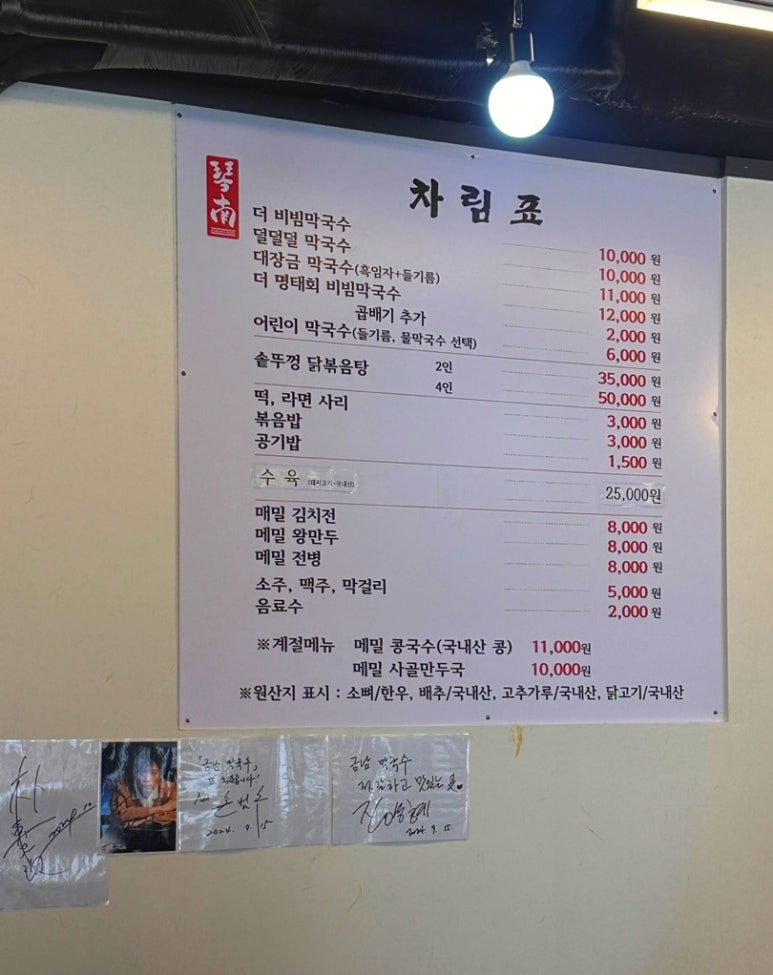 琴南
차림표
더 비빔막국수 10,000 원
덜덜덜 막국수 10,000 원
대장금 막국수(흑임자+들기름) 11,000 원
더 명태회 비빔막국수 12,000 원
곱배기 추가 2,000 원
어린이 막국수(들기름, 물막국수 선택) 6,000 원
솥뚜껑 닭볶음탕 2인 35,000 원
4인 50,000 원
떡, 라면 사리 3,000 원
볶음밥 3,000 원
공기밥 1,500 원
수 육 (돼지고기-국내산) 25,000원
매밀 김치전 8,000 원
메밀 왕만두 8,000 원
메밀 전병 8,000 원
소주, 맥주, 막걸리 5,000 원
음료수 2,000 원
※계절메뉴 메밀 콩국수(국내산 콩) 11,000원
메밀 사골만두국 10,000원
※원산지 표시 : 소뼈/한우, 배추/국내산, 고추가루/국내산, 닭고기/국내산
「금남 막국수」
2024. 9. 15
금남 막국수
2024. 9. 15